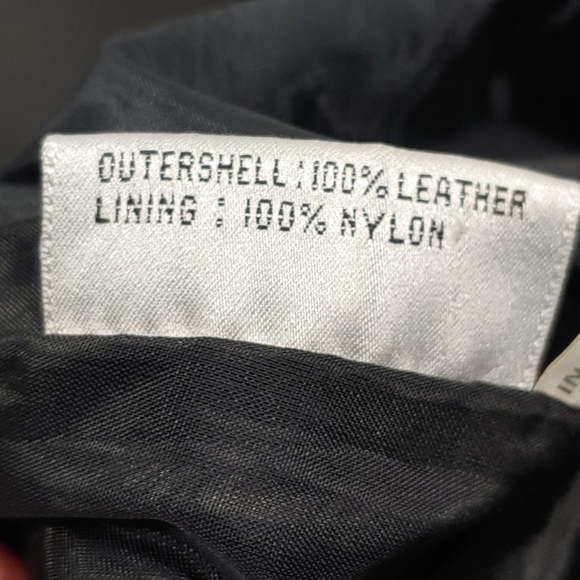 OUTERSHELL:100% LEATHER
LINING : 100% NYLON